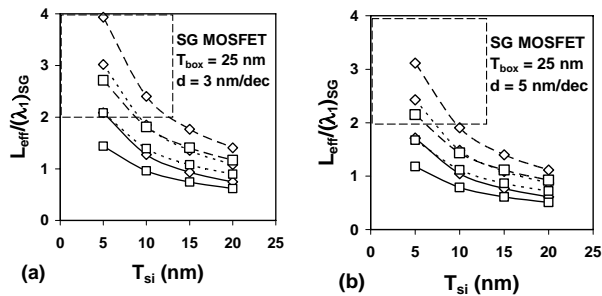 4
3
2
1
0
0 5 10 15 20 25
L_eff/(λ_1)_SG
SG MOSFET
T_box = 25 nm
d = 3 nm/dec
(a)
T_si (nm)
4
3
2
1
0
0 5 10 15 20 25
L_eff/(λ_1)_SG
SG MOSFET
T_box = 25 nm
d = 5 nm/dec
(b)
T_si (nm)